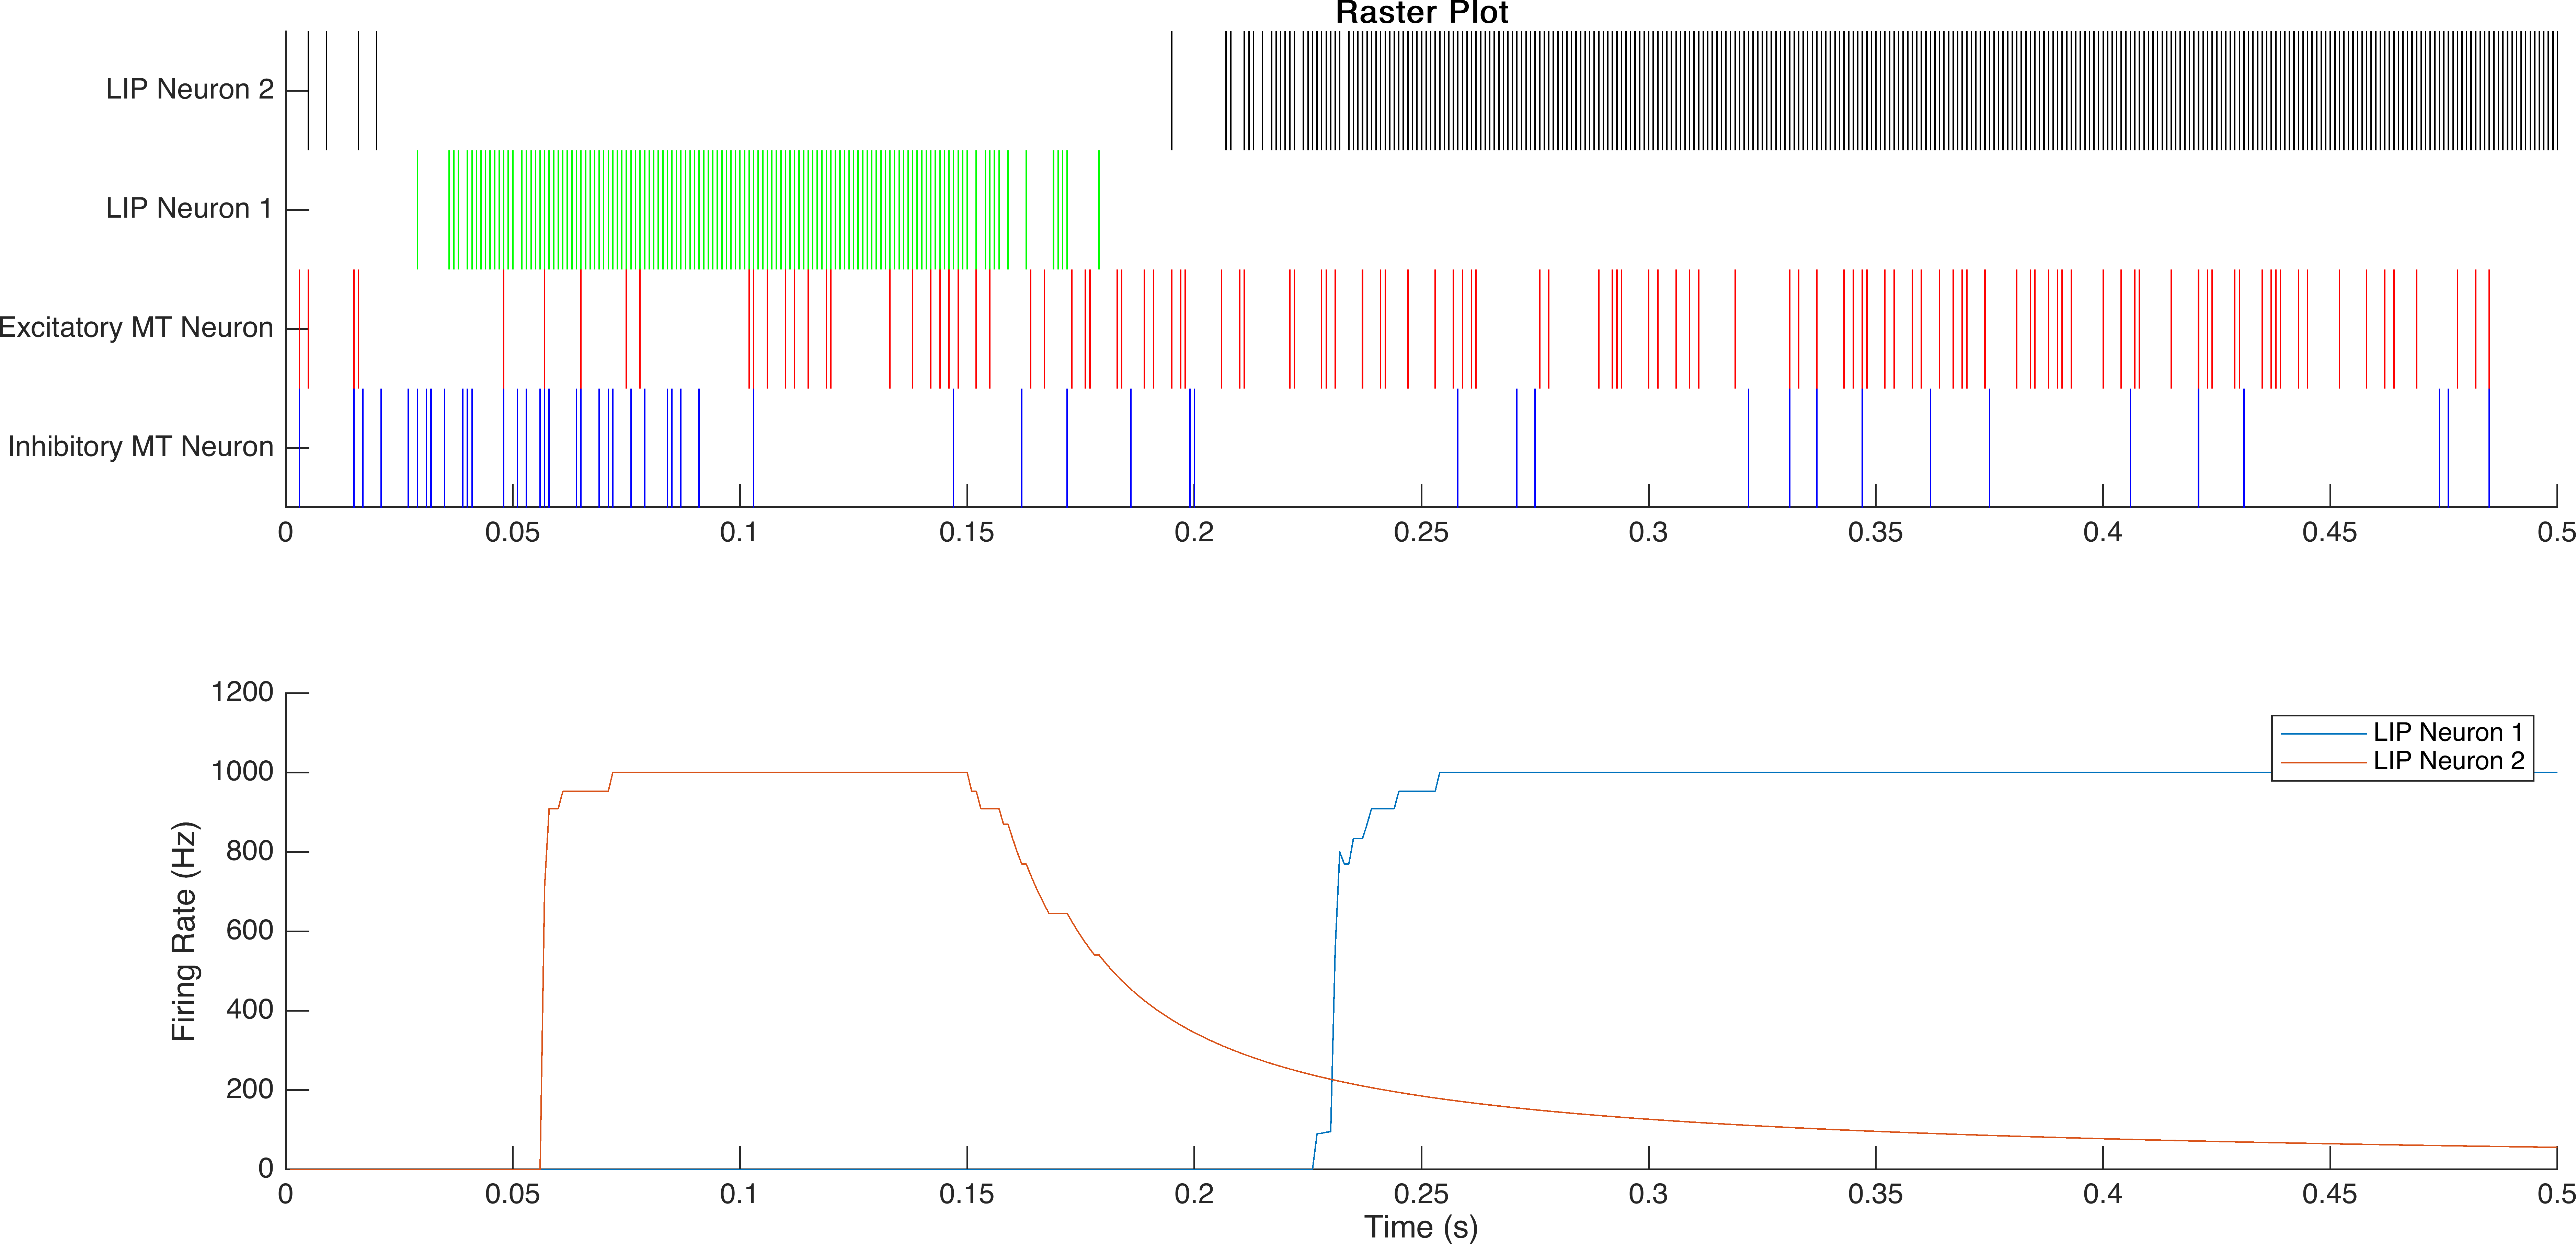 Raster Plot
LIP Neuron 2
LIP Neuron 1
Excitatory MT Neuron
Inhibitory MT Neuron
0 0.05 0.1 0.15 0.2 0.25 0.3 0.35 0.4 0.45 0.5
1200
1000
800
600
400
200
0
Firing Rate (Hz)
LIP Neuron 1
LIP Neuron 2
0 0.05 0.1 0.15 0.2 0.25 0.3 0.35 0.4 0.45 0.5
Time (s)